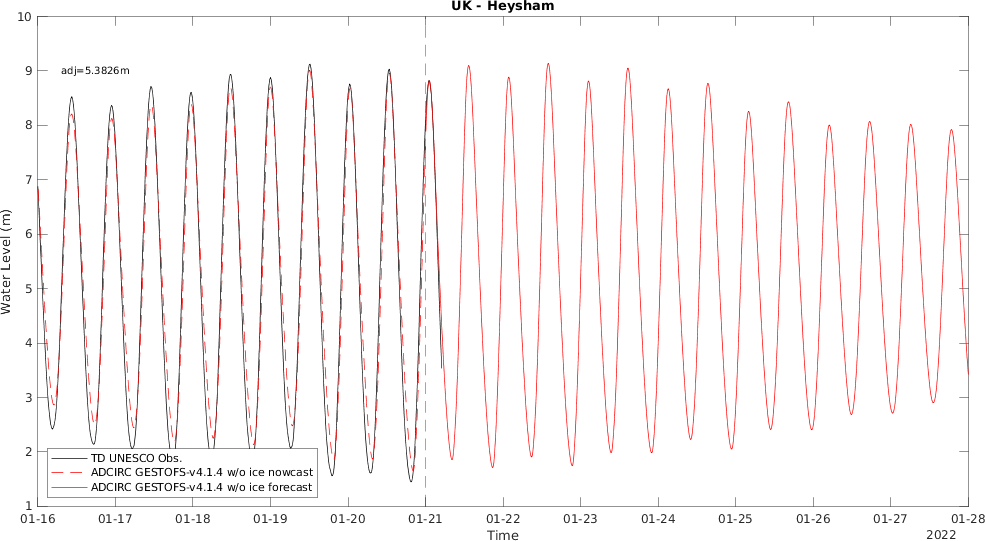 UK - Heysham
10
9
8
7
6
5
4
3
2
1
Water Level (m)
adj=5.3826m
TD UNESCO Obs.
ADCIRC GESTOFS-v4.1.4 w/o ice nowcast
ADCIRC GESTOFS-v4.1.4 w/o ice forecast
01-16 01-17 01-18 01-19 01-20 01-21 01-22 01-23 01-24 01-25 01-26 01-27 01-28
Time
2022